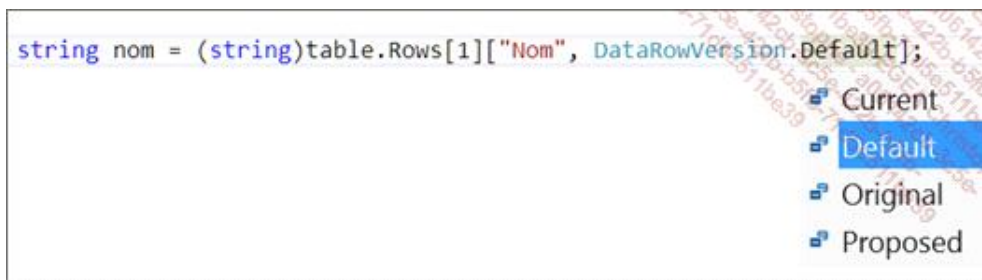 string nom = (string)table.Rows[1]["Nom", DataRowVersion.Default];
Current
Default
Original
Proposed